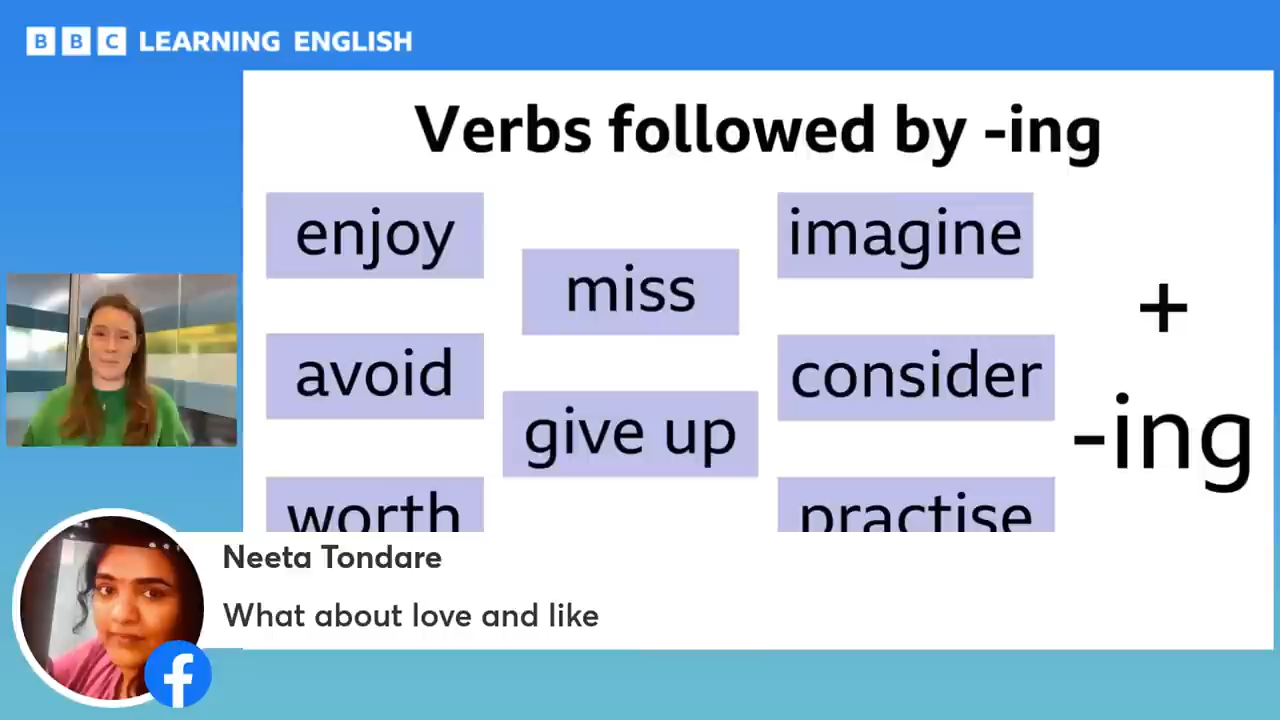 BBC LEARNING ENGLISH
Verbs followed by -ing
enjoy
miss
imagine
+
avoid
give up
consider
-ing
worth
practise
Neeta Tondare
What about love and like